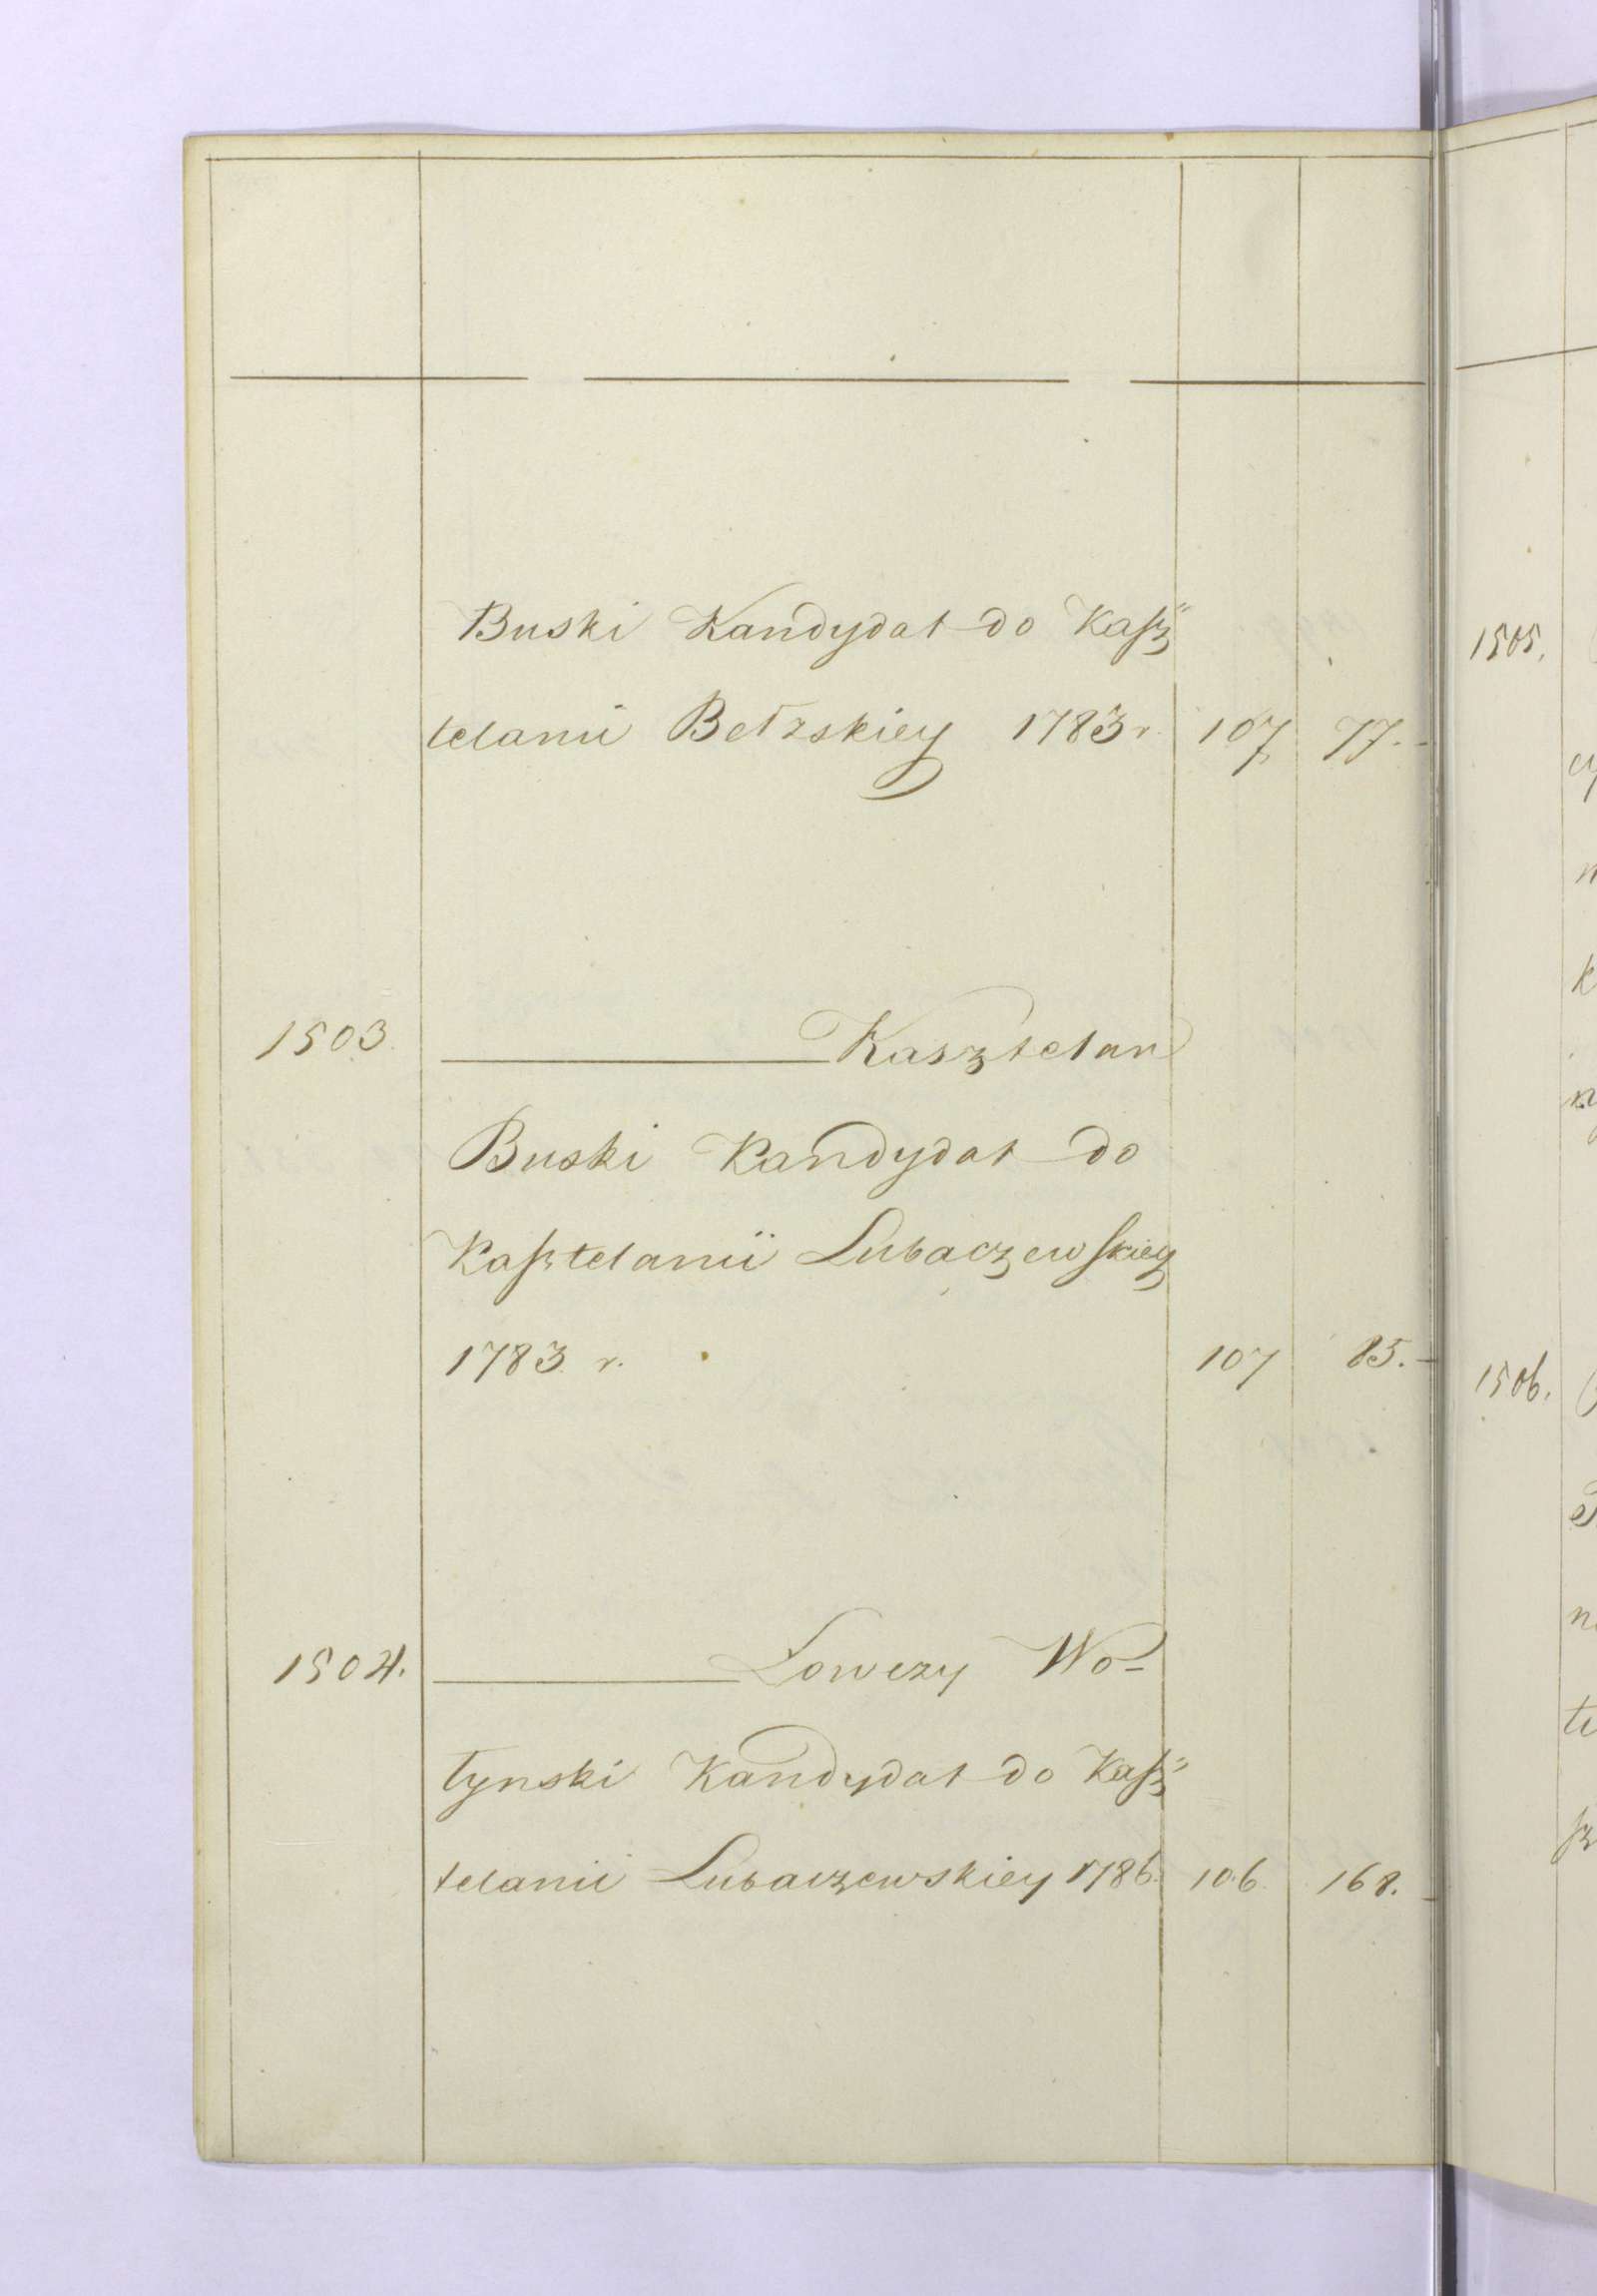 Buski Kandydat do Kasz=
telanii Bełzskiey 1783 r. 107 77.
1503. Kasztelan
Buski Kandydat do
Kasztelanii Lubaczewskiey
1783 r. 107 85.
1504. Łowczy Wo-
łynski Kandydat do Kasz=
telanii Lubaczewskiey 1786. 106. 168.
1505.
1506.